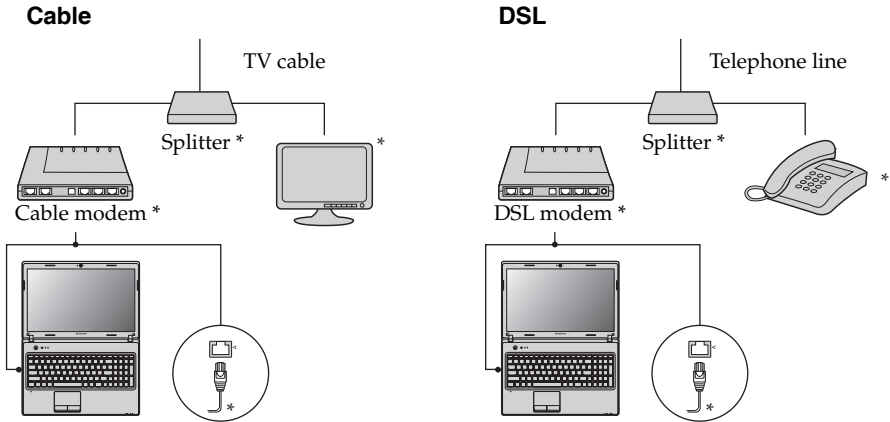 Cable
TV cable
Splitter *
*
Cable modem *
*
DSL
Telephone line
Splitter *
*
DSL modem *
*